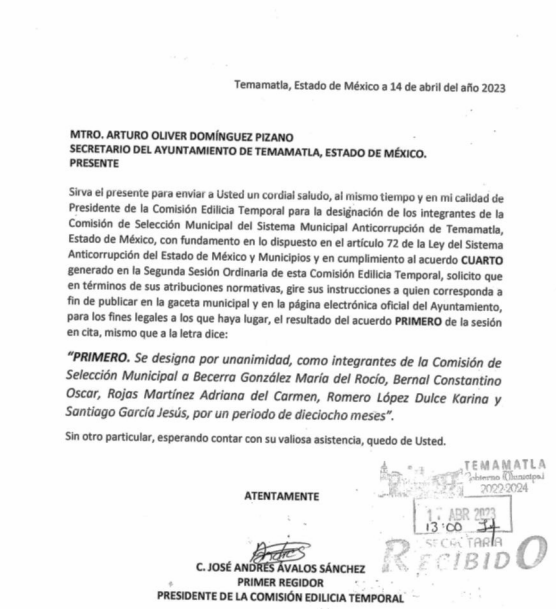 Temamatla, Estado de México a 14 de abril del año 2023
MTRO. ARTURO OLIVER DOMÍNGUEZ PIZANO
SECRETARIO DEL AYUNTAMIENTO DE TEMAMATLA, ESTADO DE MÉXICO.
PRESENTE
Sirva el presente para enviar a Usted un cordial saludo, al mismo tiempo y en mi calidad de
Presidente de la Comisión Edilicia Temporal para la designación de los integrantes de la
Comisión de Selección Municipal del Sistema Municipal Anticorrupción de Temamatla,
Estado de México, con fundamento en lo dispuesto en el artículo 72 de la Ley del Sistema
Anticorrupción del Estado de México y Municipios y en cumplimiento al acuerdo CUARTO
generado en la Segunda Sesión Ordinaria de esta Comisión Edilicia Temporal, solicito que
en términos de sus atribuciones normativas, gire sus instrucciones a quien corresponda a
fin de publicar en la gaceta municipal y en la página electrónica oficial del Ayuntamiento,
para los fines legales a los que haya lugar, el resultado del acuerdo PRIMERO de la sesión
en cita, mismo que a la letra dice:
"PRIMERO. Se designa por unanimidad, como integrantes de la Comisión de
Selección Municipal a Becerra González María del Rocío, Bernal Constantino
Oscar, Rojas Martínez Adriana del Carmen, Romero López Dulce Karina y
Santiago García Jesús, por un periodo de dieciocho meses".
Sin otro particular, esperando contar con su valiosa asistencia, quedo de Usted.
TEMAMATLA
Gobierno Municipal
2022-2024
ATENTAMENTE
ABR 2023
13:00
SECRETARÍA
RECIBIDO
Andres
C. JOSÉ ANDRÉS ÁVALOS SÁNCHEZ
PRIMER REGIDOR
PRESIDENTE DE LA COMISIÓN EDILICIA TEMPORAL